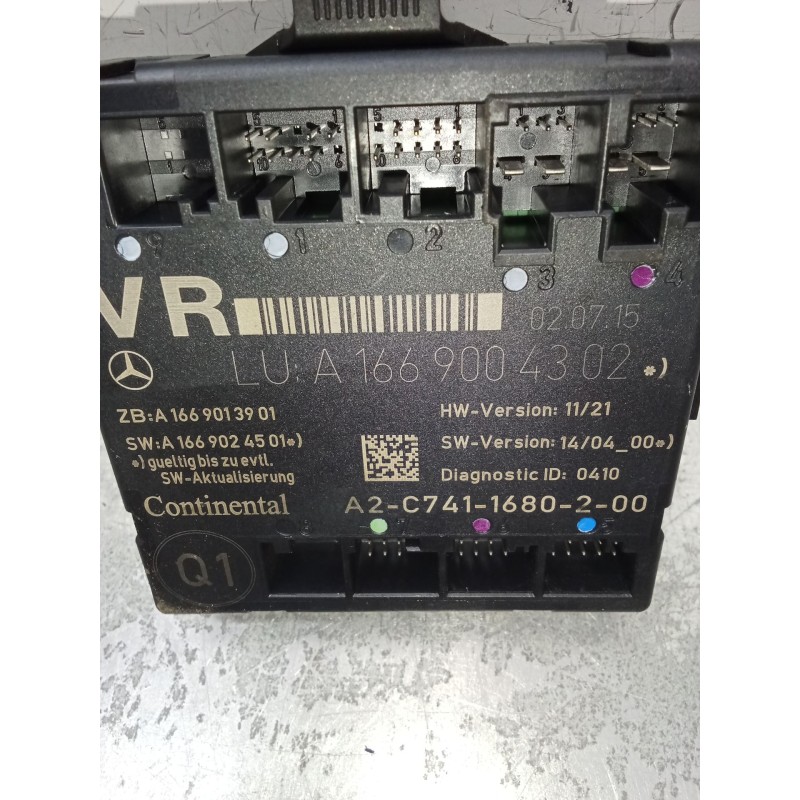 9 1 2 3 4
VR
02.07.15
LU: A 166 900 43 02 *)
ZB: A 166 901 39 01
HW-Version: 11/21
SW: A 166 902 45 01*)
SW-Version: 14/04_00*)
*) gueltig bis zu evtl.
SW-Aktualisierung
Diagnostic ID: 0410
Continental
A2-C741-1680-2-00
Q1